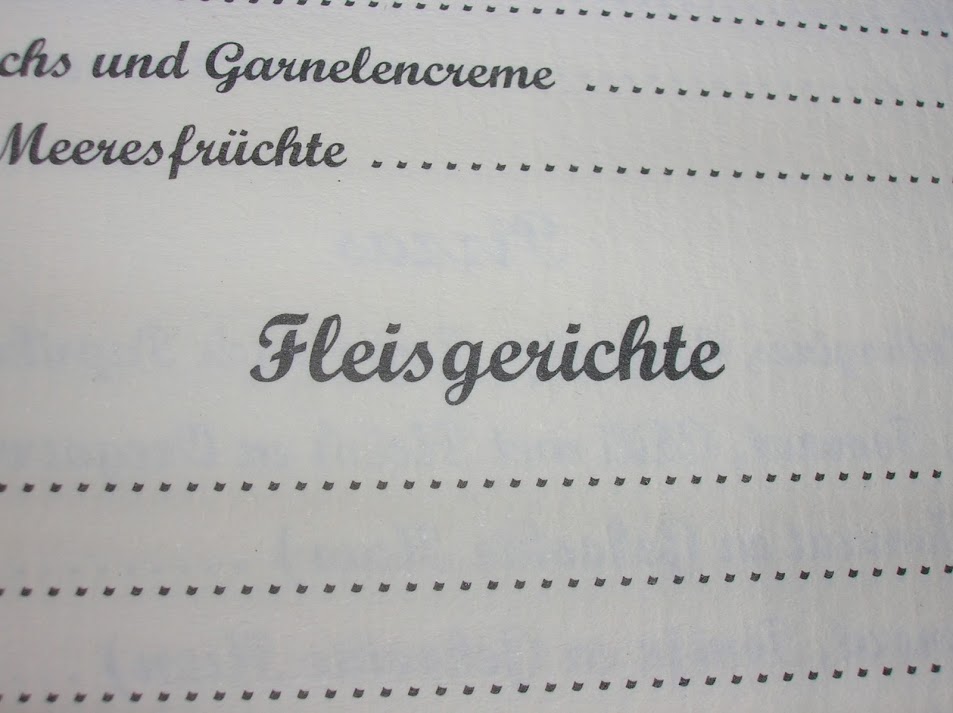 chs und Garnelencreme ....................
Meeresfrüchte ..............................
Fleisgerichte